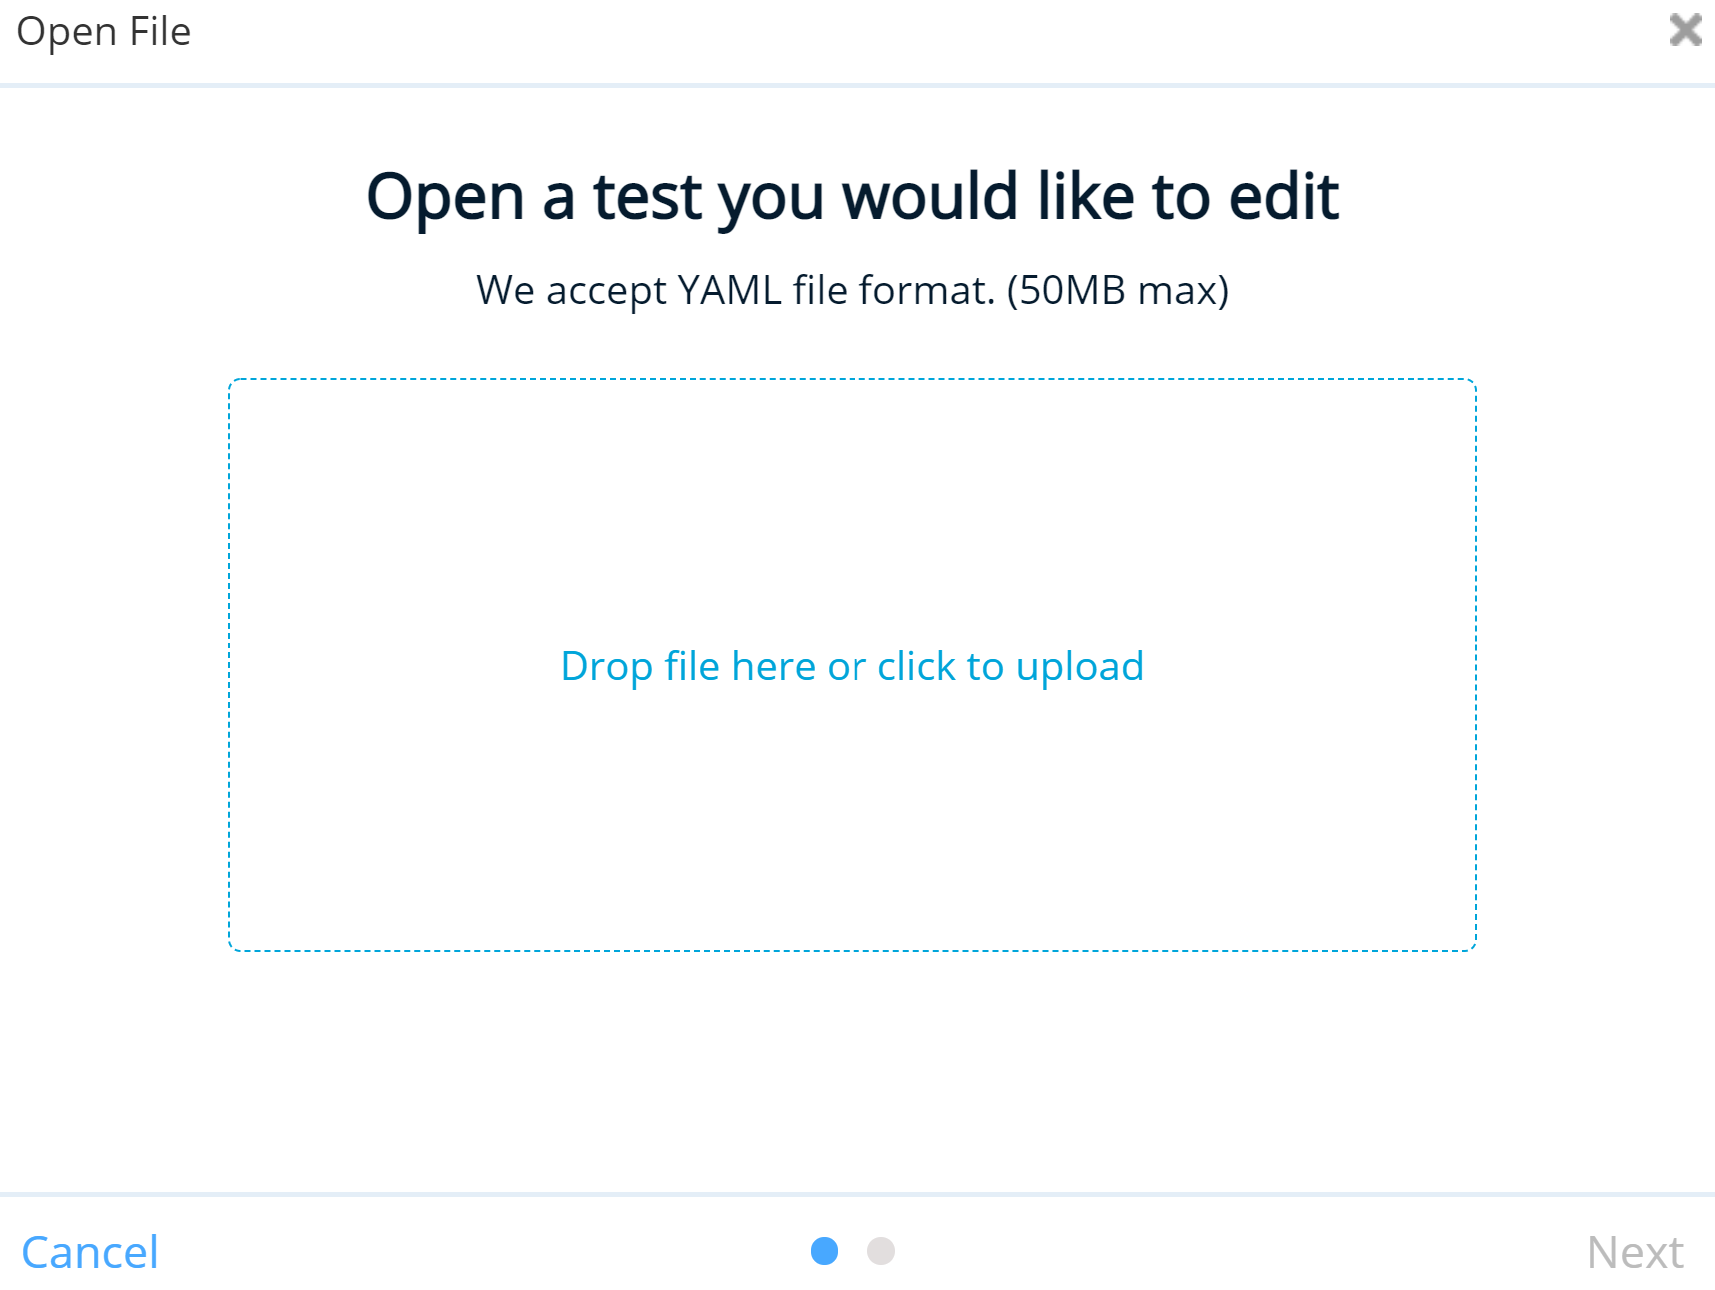 Open File
Open a test you would like to edit
We accept YAML file format. (50MB max)
Drop file here or click to upload
Cancel
Next